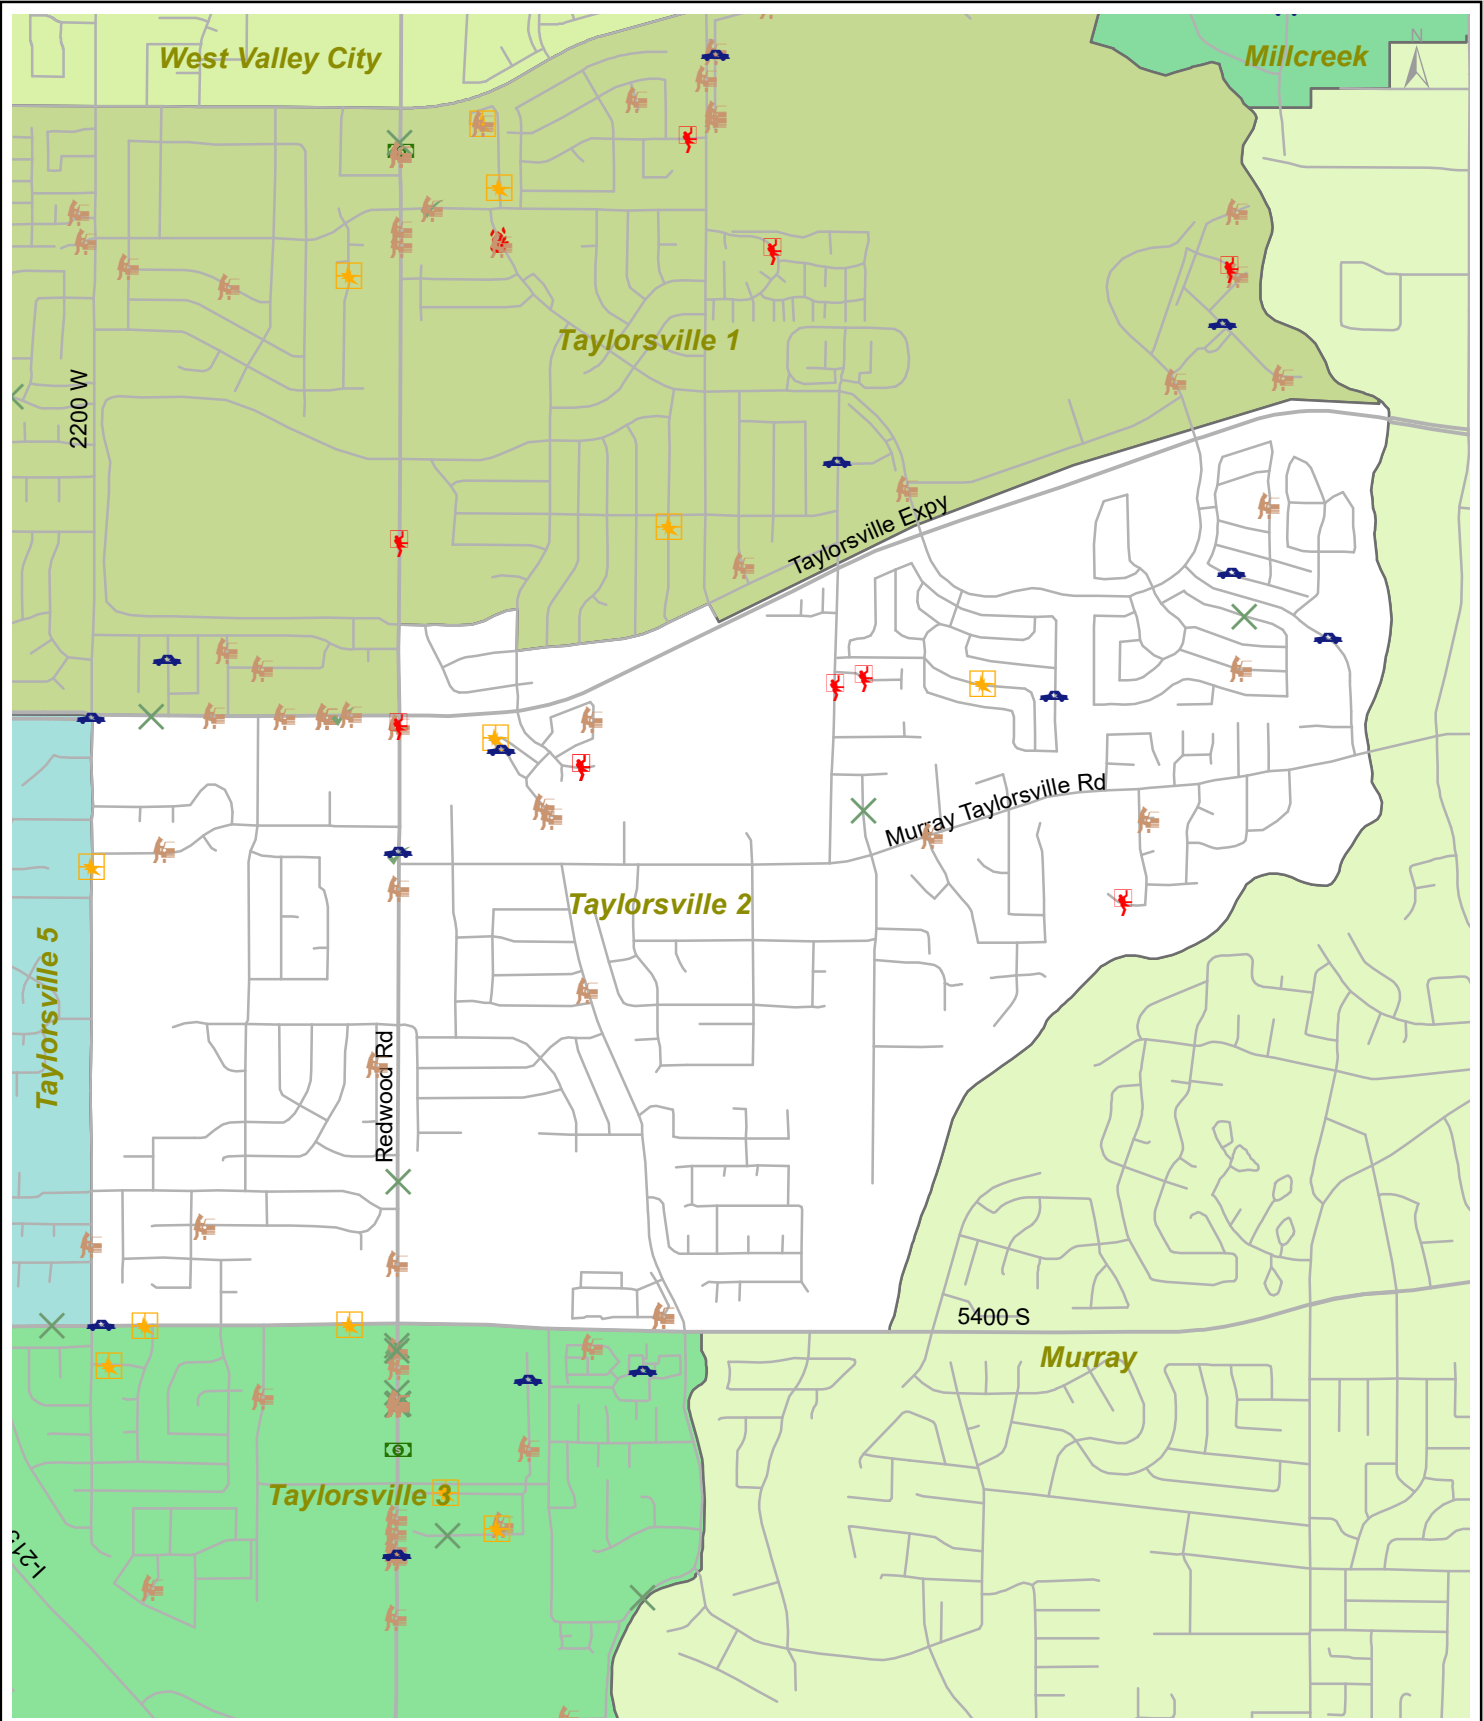 West Valley City
Millcreek
N
Taylorsville 1
2200 W
Taylorsville Expy
Murray Taylorsville Rd
Taylorsville 2
Taylorsville 5
Redwood Rd
5400 S
Murray
Taylorsville 3
I-215